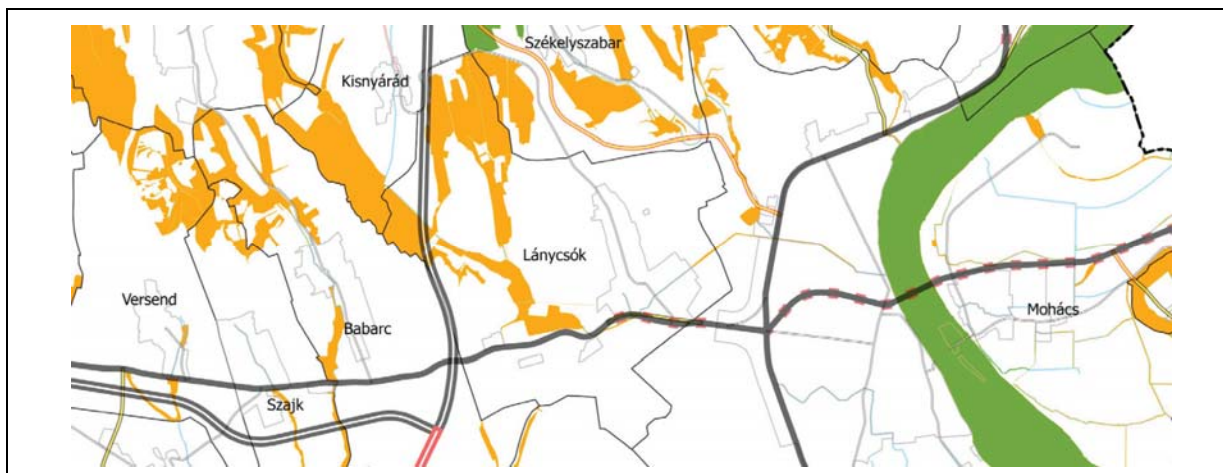 Székelyszabar
Kisnyárád
Lánycsók
Versend
Babarc
Mohács
Szajk